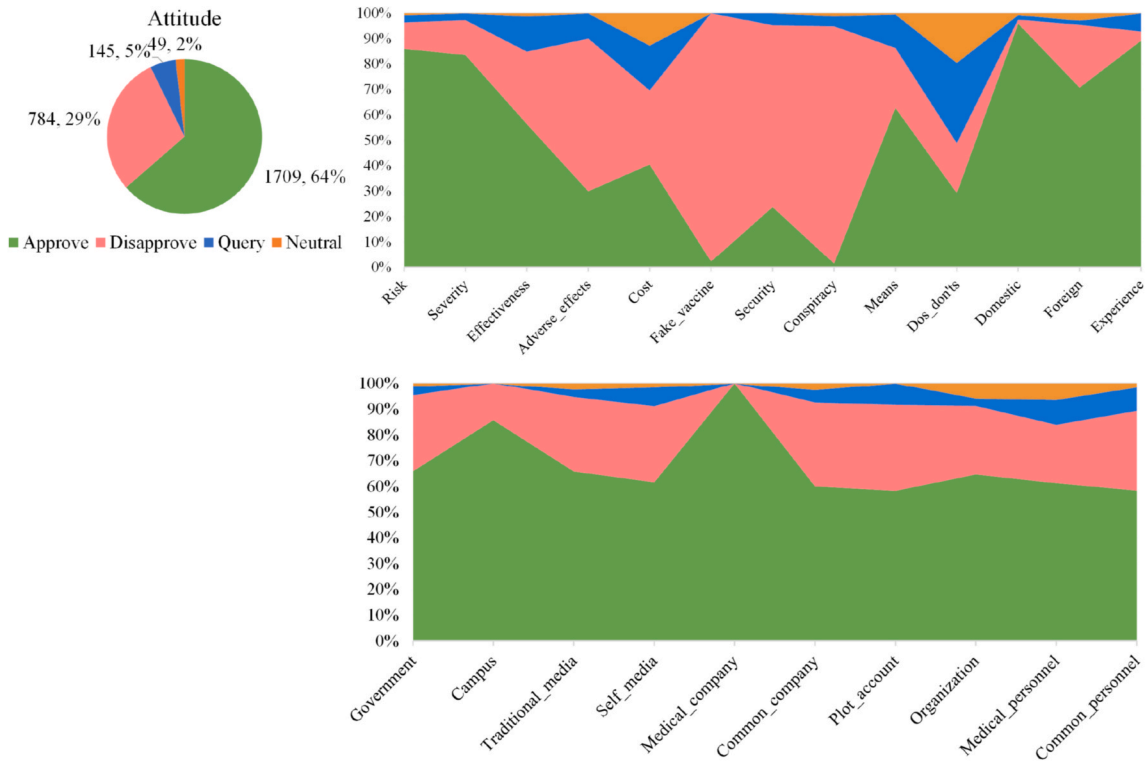 Attitude
49, 2%
145, 5%
784, 29%
1709, 64%
Approve Disapprove Query Neutral
100%
90%
80%
70%
60%
50%
40%
30%
20%
10%
0%
Risk
Severity
Effectiveness
Adverse_effects
Cost
Fake_vaccine
Security
Conspiracy
Means
Dos_don'ts
Domestic
Foreign
Experience
100%
90%
80%
70%
60%
50%
40%
30%
20%
10%
0%
Government
Campus
Traditional_media
Self_media
Medical_company
Common_company
Plot_account
Organization
Medical_personnel
Common_personnel